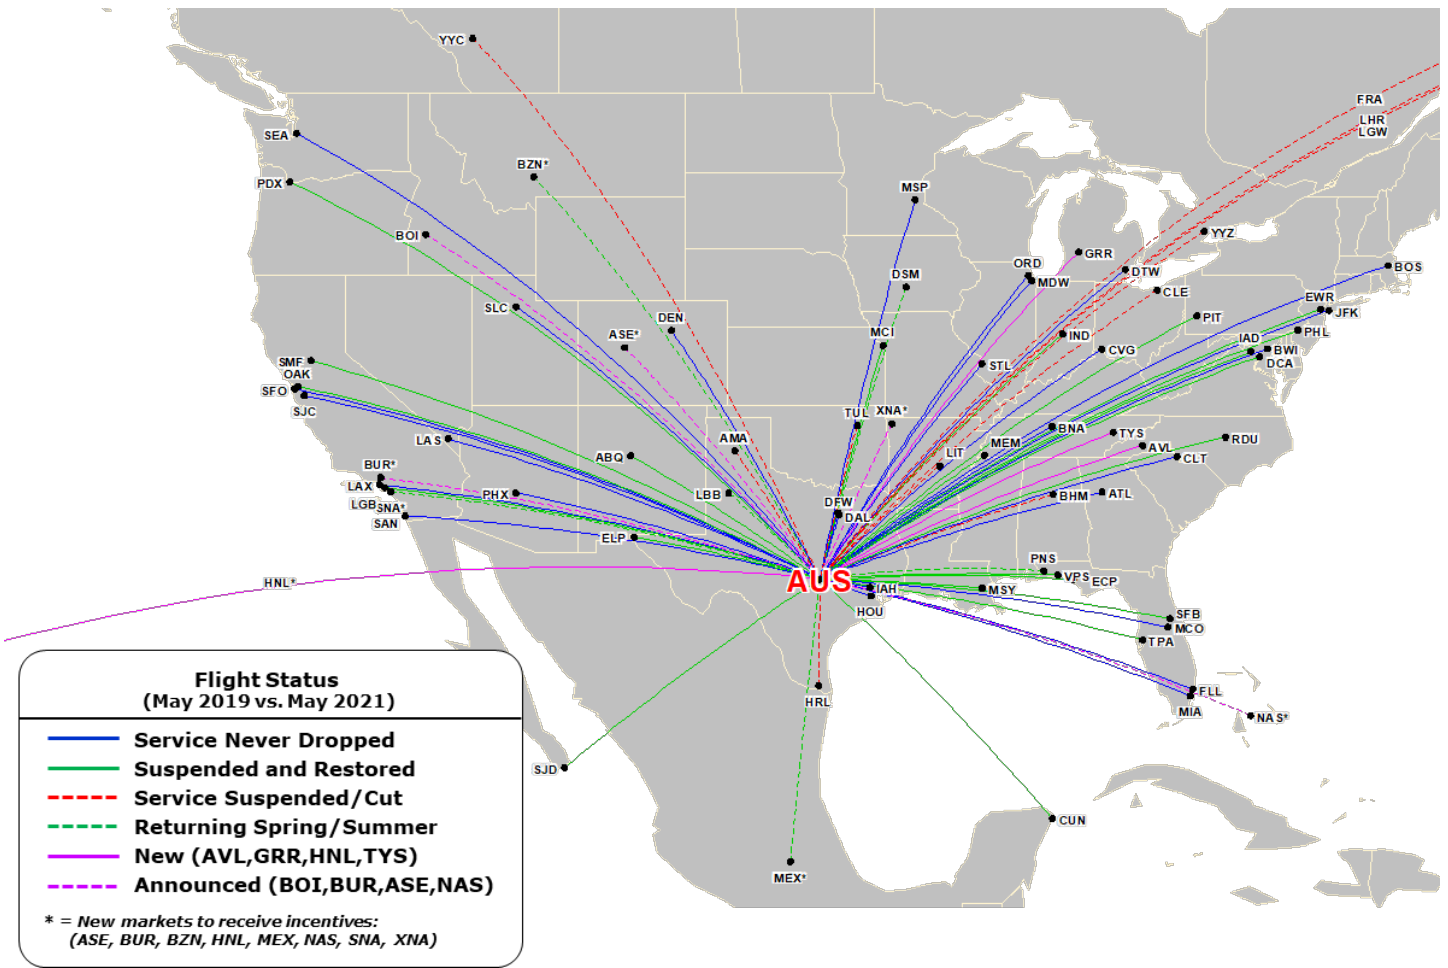 YYC
FRA
LHR
LGW
SEA
BZN*
PDX
MSP
BOI
YYZ
GRR
ORD
MDW
DTW
BOS
DSM
CLE
EWR
SLC
JFK
DEN
PIT
ASE*
MCI
IND
PHL
IAD
CVG
BWI
DCA
SMF
OAK
STL
SFO
SJC
TUL
XNA*
BNA
TYS
LAS
AMA
MEM
AVL
RDU
ABQ
LIT
CLT
BUR*
LAX
PHX
LBB
BHM
ATL
LGB
SNA*
DFW
DAL
SAN
ELP
PNS
VPS
ECP
HNL*
AUS
IAH
MSY
HOU
SFB
MCO
TPA
FLL
HRL
MIA
NAS*
SJD
CUN
MEX*
Flight Status
(May 2019 vs. May 2021)
Service Never Dropped
Suspended and Restored
Service Suspended/Cut
Returning Spring/Summer
New (AVL,GRR,HNL,TYS)
Announced (BOI,BUR,ASE,NAS)
* = New markets to receive incentives:
(ASE, BUR, BZN, HNL, MEX, NAS, SNA, XNA)